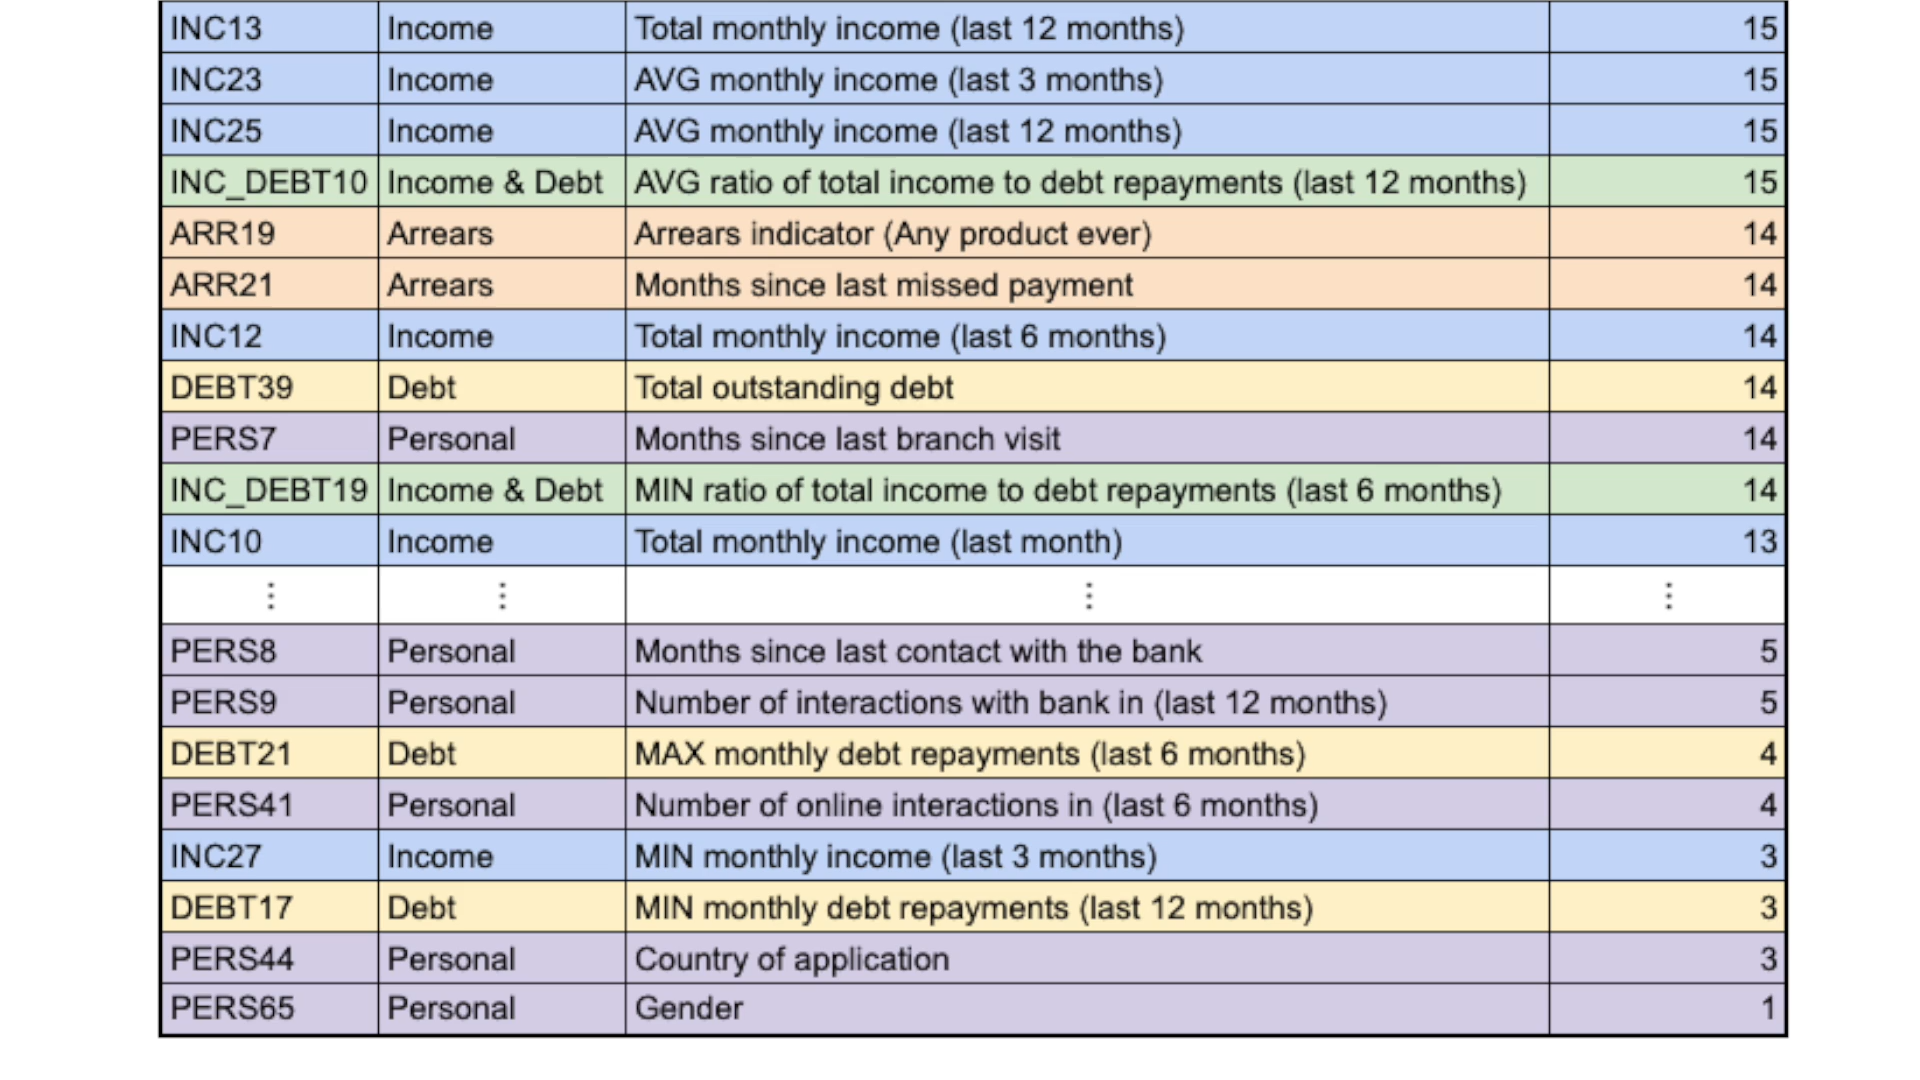 INC13 Income Total monthly income (last 12 months) 15
INC23 Income AVG monthly income (last 3 months) 15
INC25 Income AVG monthly income (last 12 months) 15
INC_DEBT10 Income & Debt AVG ratio of total income to debt repayments (last 12 months) 15
ARR19 Arrears Arrears indicator (Any product ever) 14
ARR21 Arrears Months since last missed payment 14
INC12 Income Total monthly income (last 6 months) 14
DEBT39 Debt Total outstanding debt 14
PERS7 Personal Months since last branch visit 14
INC_DEBT19 Income & Debt MIN ratio of total income to debt repayments (last 6 months) 14
INC10 Income Total monthly income (last month) 13
⋮ ⋮ ⋮ ⋮
PERS8 Personal Months since last contact with the bank 5
PERS9 Personal Number of interactions with bank in (last 12 months) 5
DEBT21 Debt MAX monthly debt repayments (last 6 months) 4
PERS41 Personal Number of online interactions in (last 6 months) 4
INC27 Income MIN monthly income (last 3 months) 3
DEBT17 Debt MIN monthly debt repayments (last 12 months) 3
PERS44 Personal Country of application 3
PERS65 Personal Gender 1